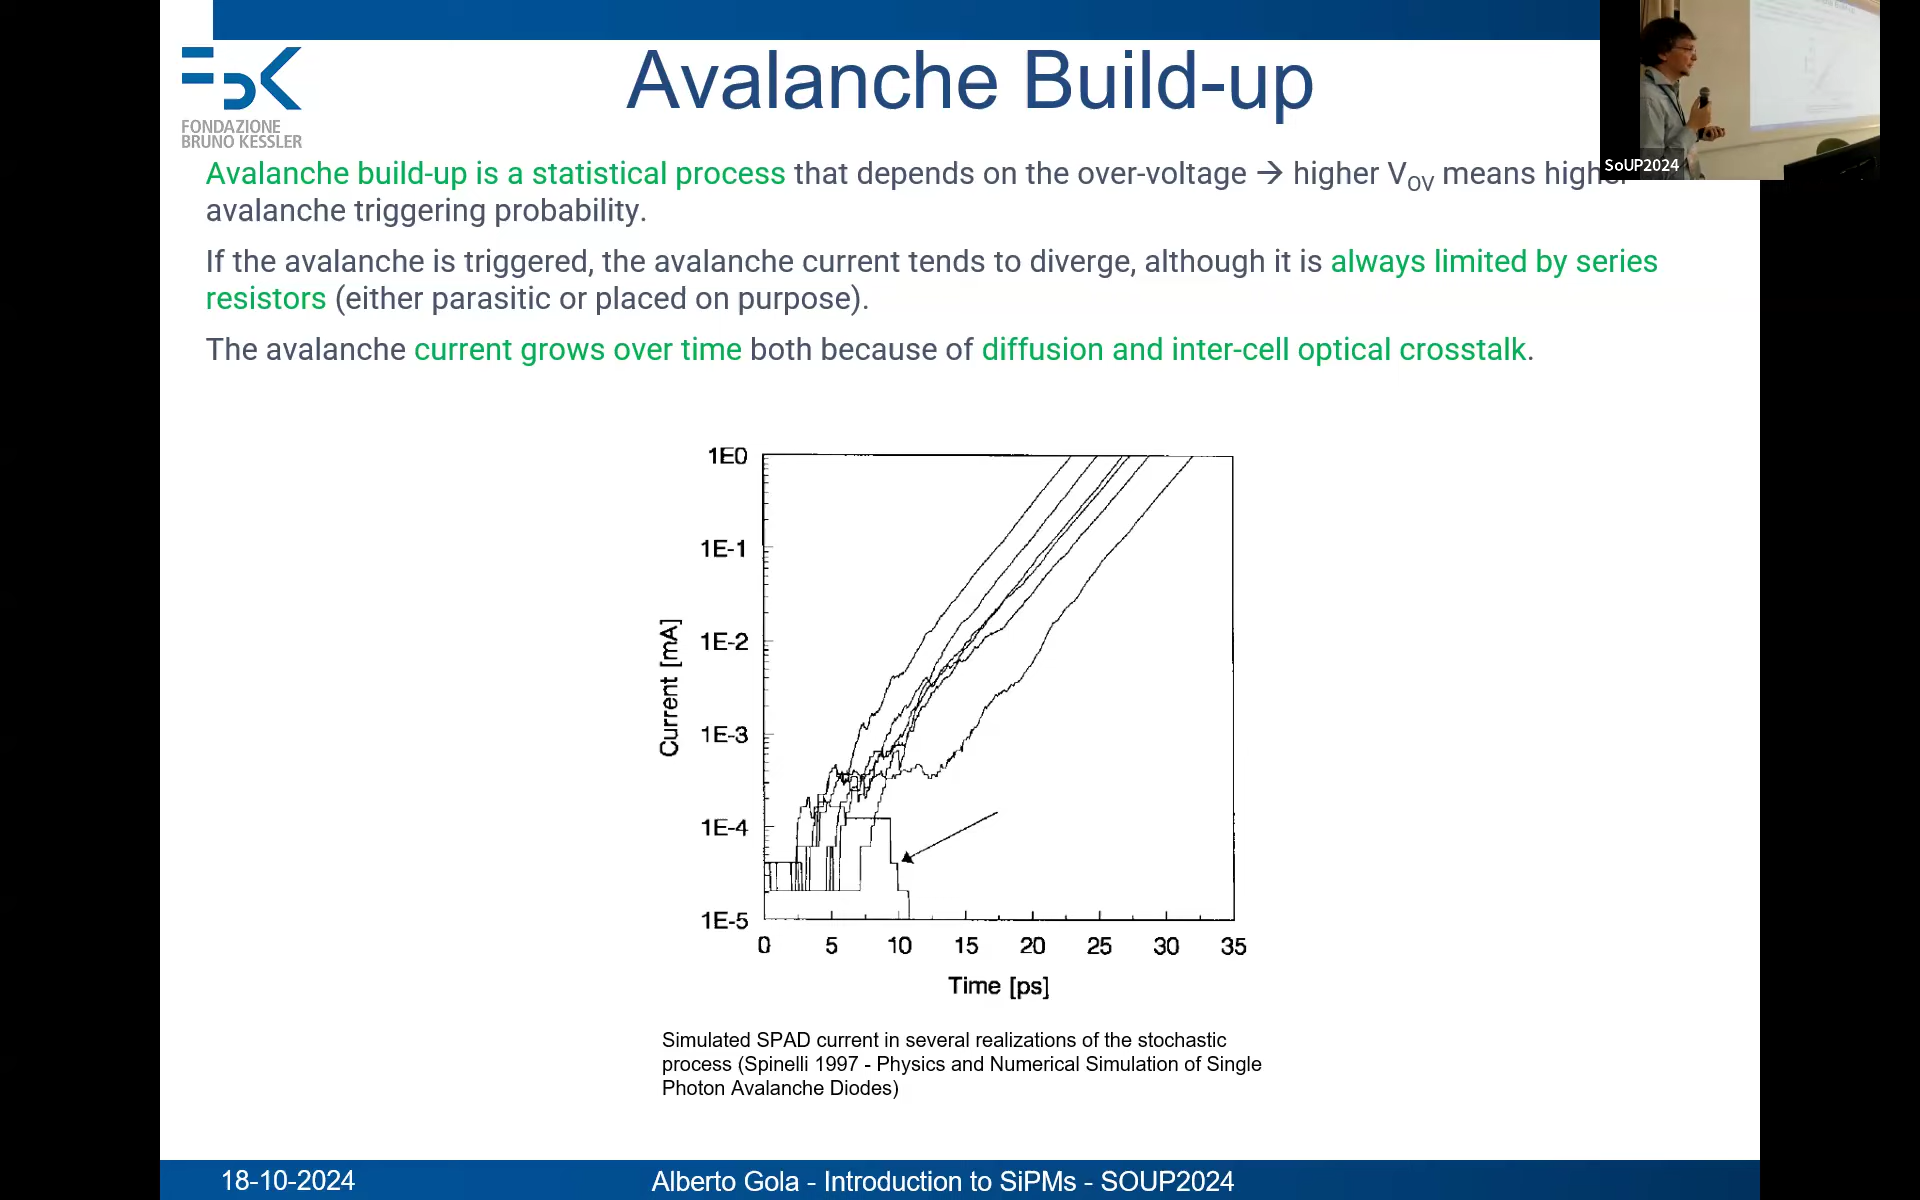 Avalanche Build-up
FONDAZIONE
BRUNO KESSLER
SoUP2024
Avalanche build-up is a statistical process that depends on the over-voltage → higher VOV means higher
avalanche triggering probability.
If the avalanche is triggered, the avalanche current tends to diverge, although it is always limited by series
resistors (either parasitic or placed on purpose).
The avalanche current grows over time both because of diffusion and inter-cell optical crosstalk.
1E0
1E-1
1E-2
1E-3
1E-4
1E-5
Current [mA]
0 5 10 15 20 25 30 35
Time [ps]
Simulated SPAD current in several realizations of the stochastic
process (Spinelli 1997 - Physics and Numerical Simulation of Single
Photon Avalanche Diodes)
18-10-2024
Alberto Gola - Introduction to SiPMs - SOUP2024